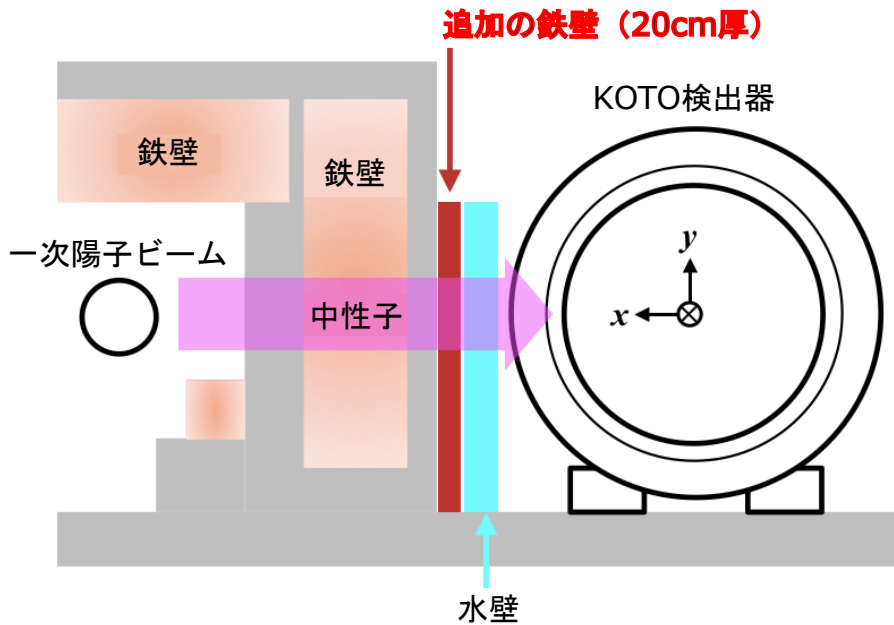 追加の鉄壁（20cm厚）
KOTO検出器
鉄壁
鉄壁
一次陽子ビーム
y
中性子
x
水壁